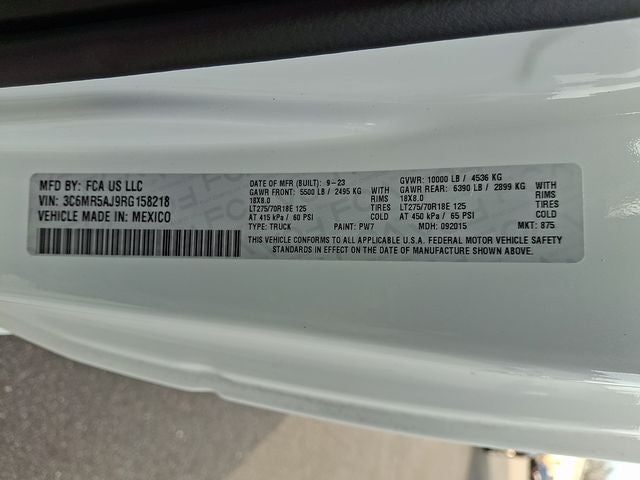 MFD BY: FCA US LLC
VIN: 3C6MR5AJ9RG158218
VEHICLE MADE IN: MEXICO
DATE OF MFR (BUILT): 9-23
GAWR FRONT: 5500 LB / 2495 KG WITH
18X8.0 RIMS
LT275/70R18E 125 TIRES
AT 415 kPa / 60 PSI COLD
TYPE: TRUCK PAINT: PW7
GVWR: 10000 LB / 4536 KG
GAWR REAR: 6390 LB / 2899 KG WITH
18X8.0 RIMS
LT275/70R18E 125 TIRES
AT 450 kPa / 65 PSI COLD
MDH: 092015 MKT: 875
THIS VEHICLE CONFORMS TO ALL APPLICABLE U.S.A. FEDERAL MOTOR VEHICLE SAFETY
STANDARDS IN EFFECT ON THE DATE OF MANUFACTURE SHOWN ABOVE.